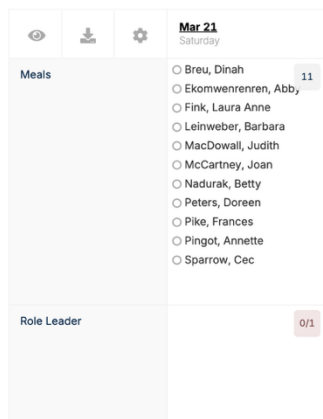 Mar 21
Saturday
Meals
11
Breu, Dinah
Ekomwenrenren, Abby
Fink, Laura Anne
Leinweber, Barbara
MacDowall, Judith
McCartney, Joan
Nadurak, Betty
Peters, Doreen
Pike, Frances
Pingot, Annette
Sparrow, Cec
Role Leader
0/1